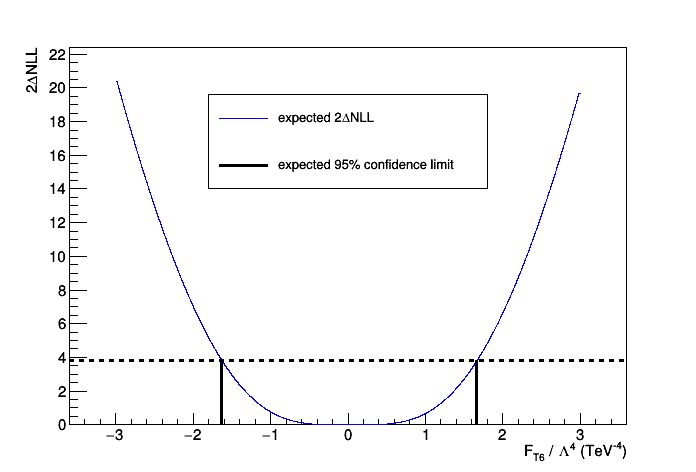 2ΔNLL
22
20
18
16
14
12
10
8
6
4
2
0
expected 2ΔNLL
expected 95% confidence limit
−3 −2 −1 0 1 2 3
F_T6 / Λ^4 (TeV^-4)